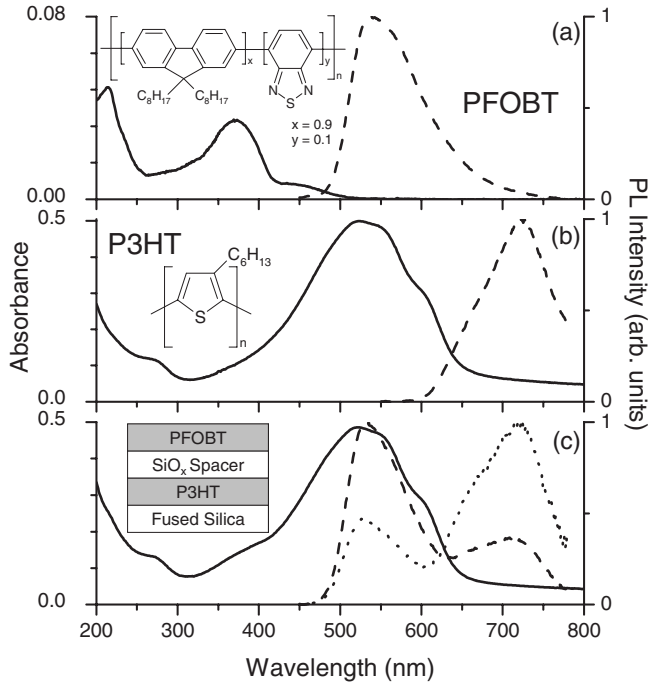 0.08
1
(a)
x
y
n
N
N
S
C8H17
C8H17
x = 0.9
y = 0.1
PFOBT
0.00
0
0.5
1
P3HT
(b)
C6H13
S
n
0.0
0
0.5
1
(c)
PFOBT
SiOx Spacer
P3HT
Fused Silica
0.0
0
200 300 400 500 600 700 800
Wavelength (nm)
Absorbance
PL Intensity (arb. units)